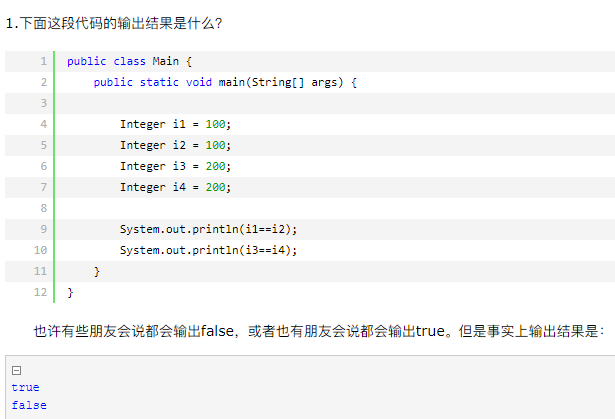 1.下面这段代码的输出结果是什么？
1 public class Main {
2     public static void main(String[] args) {
3
4         Integer i1 = 100;
5         Integer i2 = 100;
6         Integer i3 = 200;
7         Integer i4 = 200;
8
9         System.out.println(i1==i2);
10         System.out.println(i3==i4);
11     }
12 }
也许有些朋友会说都会输出false，或者也有朋友会说都会输出true。但是事实上输出结果是：
true
false